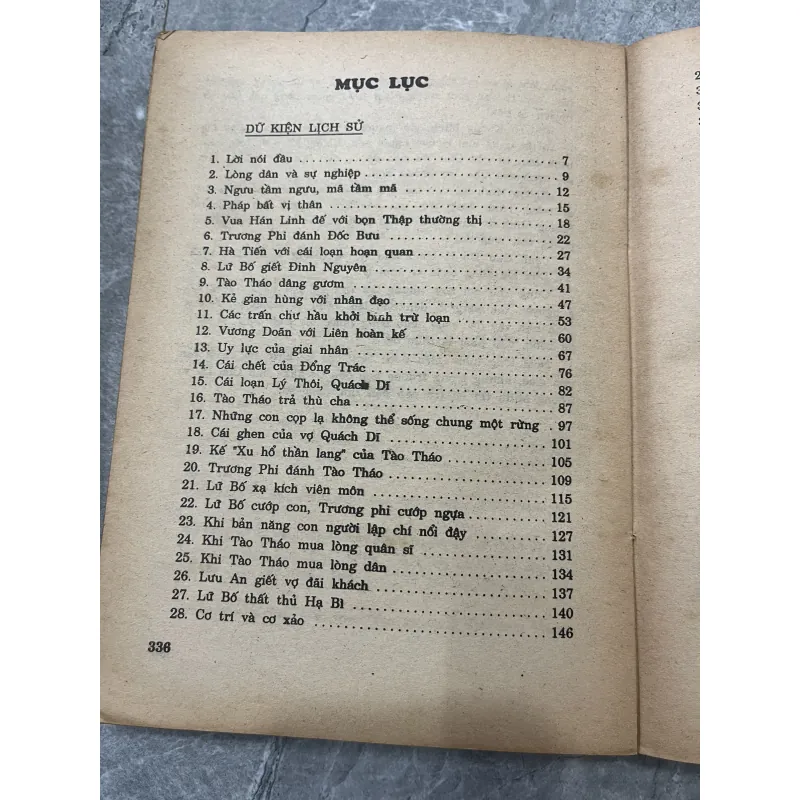 MỤC LỤC
DỮ KIỆN LỊCH SỬ
1. Lời nói đầu ........ 7
2. Lòng dân và sự nghiệp ........ 9
3. Ngưu tầm ngưu, mã tầm mã ........ 12
4. Pháp bất vị thân ........ 15
5. Vua Hán Linh đế với bọn Thập thường thị ........ 18
6. Trương Phi đánh Đốc Bưu ........ 22
7. Hà Tiến với cái loạn hoạn quan ........ 27
8. Lữ Bố giết Đinh Nguyên ........ 34
9. Tào Tháo dâng gươm ........ 41
10. Kẻ gian hùng với nhân đạo ........ 47
11. Các trấn chư hầu khởi binh trừ loạn ........ 53
12. Vương Doãn với Liên hoàn kế ........ 60
13. Uy lực của giai nhân ........ 67
14. Cái chết của Đổng Trác ........ 76
15. Cái loạn Lý Thôi, Quách Dĩ ........ 82
16. Tào Tháo trả thù cha ........ 87
17. Những con cọp lạ không thể sống chung một rừng . 97
18. Cái ghen của vợ Quách Dĩ ........ 101
19. Kế "Xu hổ thần lang" của Tào Tháo ........ 105
20. Trương Phi đánh Tào Tháo ........ 109
21. Lữ Bố xạ kích viên môn ........ 115
22. Lữ Bố cướp con, Trương phi cướp ngựa ........ 121
23. Khi bản năng con người lập chí nổi đậy ........ 127
24. Khi Tào Tháo mua lòng quân sĩ ........ 131
25. Khi Tào Tháo mua lòng dân ........ 134
26. Lưu An giết vợ đãi khách ........ 137
27. Lữ Bố thất thủ Hạ Bì ........ 140
28. Cơ trí và cơ xảo ........ 146
336